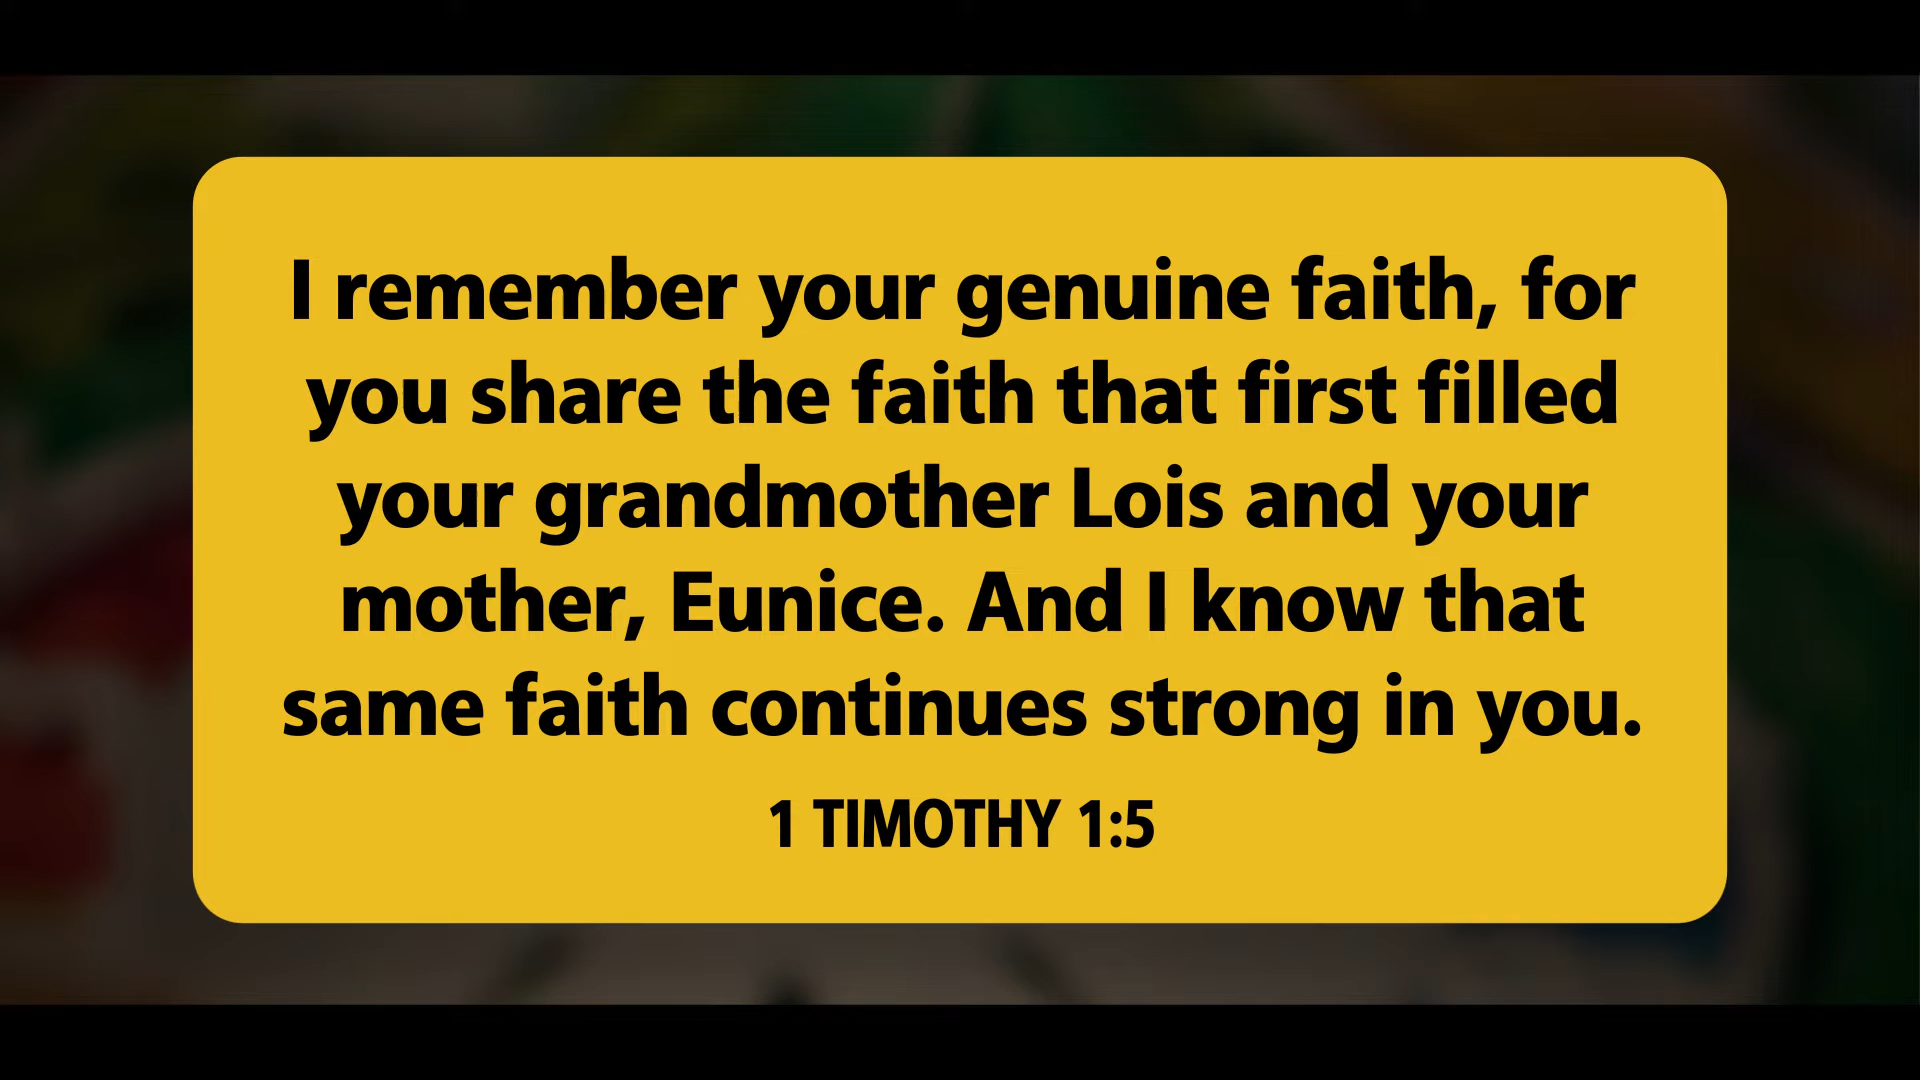 I remember your genuine faith, for
you share the faith that first filled
your grandmother Lois and your
mother, Eunice. And I know that
same faith continues strong in you.
1 TIMOTHY 1:5